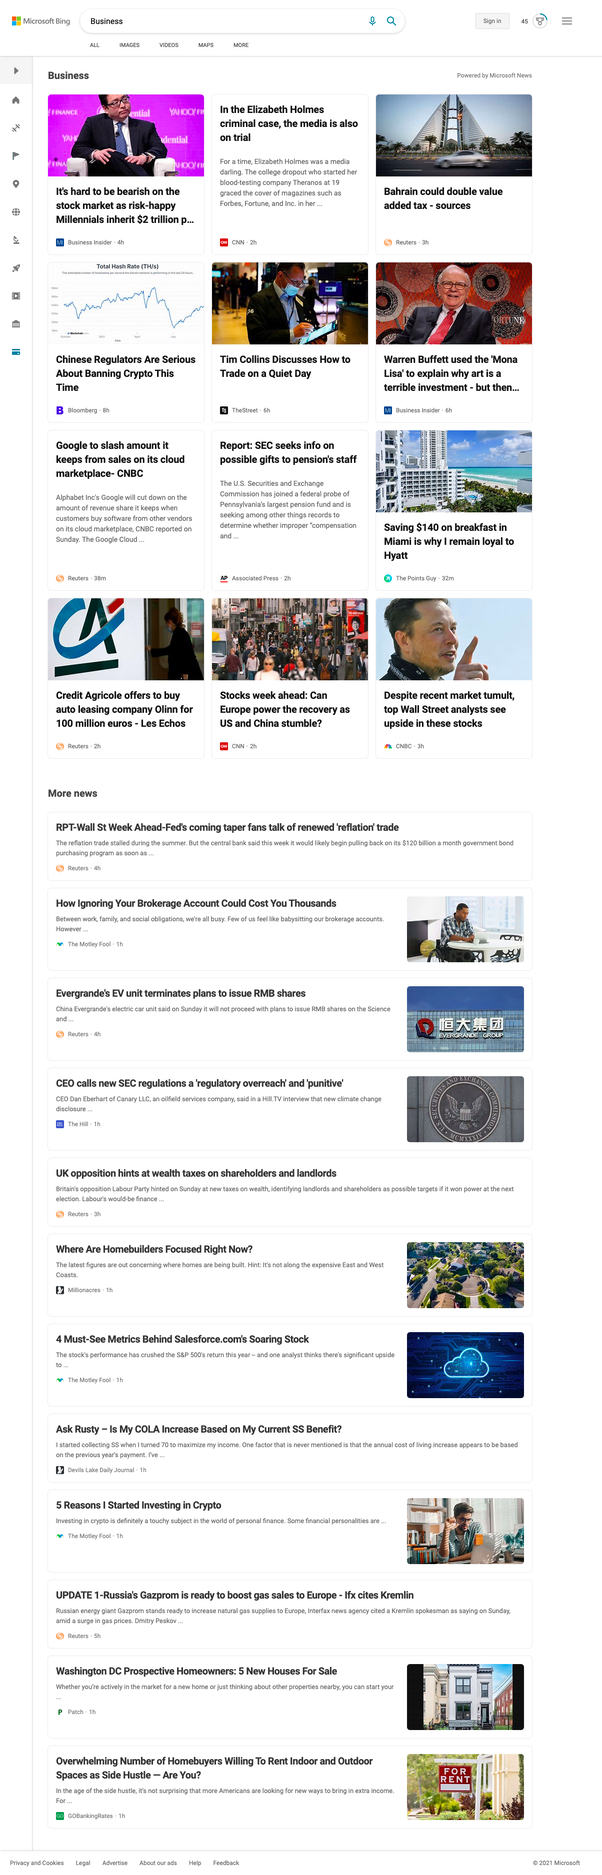 Microsoft Bing
Business
Sign in
45
ALL
IMAGES
VIDEOS
MAPS
MORE
Business
Powered by Microsoft News
It's hard to be bearish on the
stock market as risk-happy
Millennials inherit $2 trillion p...
Business Insider · 4h
In the Elizabeth Holmes
criminal case, the media is also
on trial
For a time, Elizabeth Holmes was a media
darling. The college dropout who started her
blood-testing company Theranos at 19
graced the cover of magazines such as
Forbes, Fortune, and Inc. in her ...
CNN · 2h
Bahrain could double value
added tax - sources
Reuters · 3h
Total Hash Rate (TH/s)
Chinese Regulators Are Serious
About Banning Crypto This
Time
Bloomberg · 8h
Tim Collins Discusses How to
Trade on a Quiet Day
TheStreet · 6h
Warren Buffett used the 'Mona
Lisa' to explain why art is a
terrible investment - but then...
Business Insider · 6h
Google to slash amount it
keeps from sales on its cloud
marketplace- CNBC
Alphabet Inc's Google will cut down on the
amount of revenue share it keeps when
customers buy software from other vendors
on its cloud marketplace, CNBC reported on
Sunday. The Google Cloud ...
Reuters · 38m
Report: SEC seeks info on
possible gifts to pension's staff
The U.S. Securities and Exchange
Commission has joined a federal probe of
Pennsylvania's largest pension fund and is
seeking among other things records to
determine whether improper "compensation
and ...
AP
Associated Press · 2h
Saving $140 on breakfast in
Miami is why I remain loyal to
Hyatt
The Points Guy · 32m
Credit Agricole offers to buy
auto leasing company Olinn for
100 million euros - Les Echos
Reuters · 2h
Stocks week ahead: Can
Europe power the recovery as
US and China stumble?
CNN · 2h
Despite recent market tumult,
top Wall Street analysts see
upside in these stocks
CNBC · 3h
More news
RPT-Wall St Week Ahead-Fed's coming taper fans talk of renewed 'reflation' trade
The reflation trade stalled during the summer. But the central bank said this week it would likely begin pulling back on its $120 billion a month government bond
purchasing program as soon as ...
Reuters · 4h
How Ignoring Your Brokerage Account Could Cost You Thousands
Between work, family, and social obligations, we're all busy. Few of us feel like babysitting our brokerage accounts.
However ...
The Motley Fool · 1h
Evergrande's EV unit terminates plans to issue RMB shares
China Evergrande's electric car unit said on Sunday it will not proceed with plans to issue RMB shares on the Science
and ...
Reuters · 4h
恒大集团
EVERGRANDE GROUP
CEO calls new SEC regulations a 'regulatory overreach' and 'punitive'
CEO Dan Eberhart of Canary LLC, an oilfield services company, said in a Hill.TV interview that new climate change
disclosure ...
The Hill · 1h
UK opposition hints at wealth taxes on shareholders and landlords
Britain's opposition Labour Party hinted on Sunday at new taxes on wealth, identifying landlords and shareholders as possible targets if it won power at the next
election. Labour's would-be finance ...
Reuters · 3h
Where Are Homebuilders Focused Right Now?
The latest figures are out concerning where homes are being built. Hint: It's not along the expensive East and West
Coasts.
Millionacres · 1h
4 Must-See Metrics Behind Salesforce.com's Soaring Stock
The stock's performance has crushed the S&P 500's return this year – and one analyst thinks there's significant upside
to ...
The Motley Fool · 1h
Ask Rusty – Is My COLA Increase Based on My Current SS Benefit?
I started collecting SS when I turned 70 to maximize my income. One factor that is never mentioned is that the annual cost of living increase appears to be based
on the previous year's payment. I've ...
Devils Lake Daily Journal · 1h
5 Reasons I Started Investing in Crypto
Investing in crypto is definitely a touchy subject in the world of personal finance. Some financial personalities are ...
The Motley Fool · 1h
UPDATE 1-Russia's Gazprom is ready to boost gas sales to Europe - Ifx cites Kremlin
Russian energy giant Gazprom stands ready to increase natural gas supplies to Europe, Interfax news agency cited a Kremlin spokesman as saying on Sunday,
amid a surge in gas prices. Dmitry Peskov ...
Reuters · 5h
Washington DC Prospective Homeowners: 5 New Houses For Sale
Whether you're actively in the market for a new home or just thinking about other properties nearby, you can start your
...
Patch · 1h
Overwhelming Number of Homebuyers Willing To Rent Indoor and Outdoor
Spaces as Side Hustle — Are You?
In the age of the side hustle, it's not surprising that more Americans are looking for new ways to bring in extra income.
For ...
GOBankingRates · 1h
FOR
RENT
Privacy and Cookies
Legal
Advertise
About our ads
Help
Feedback
© 2021 Microsoft